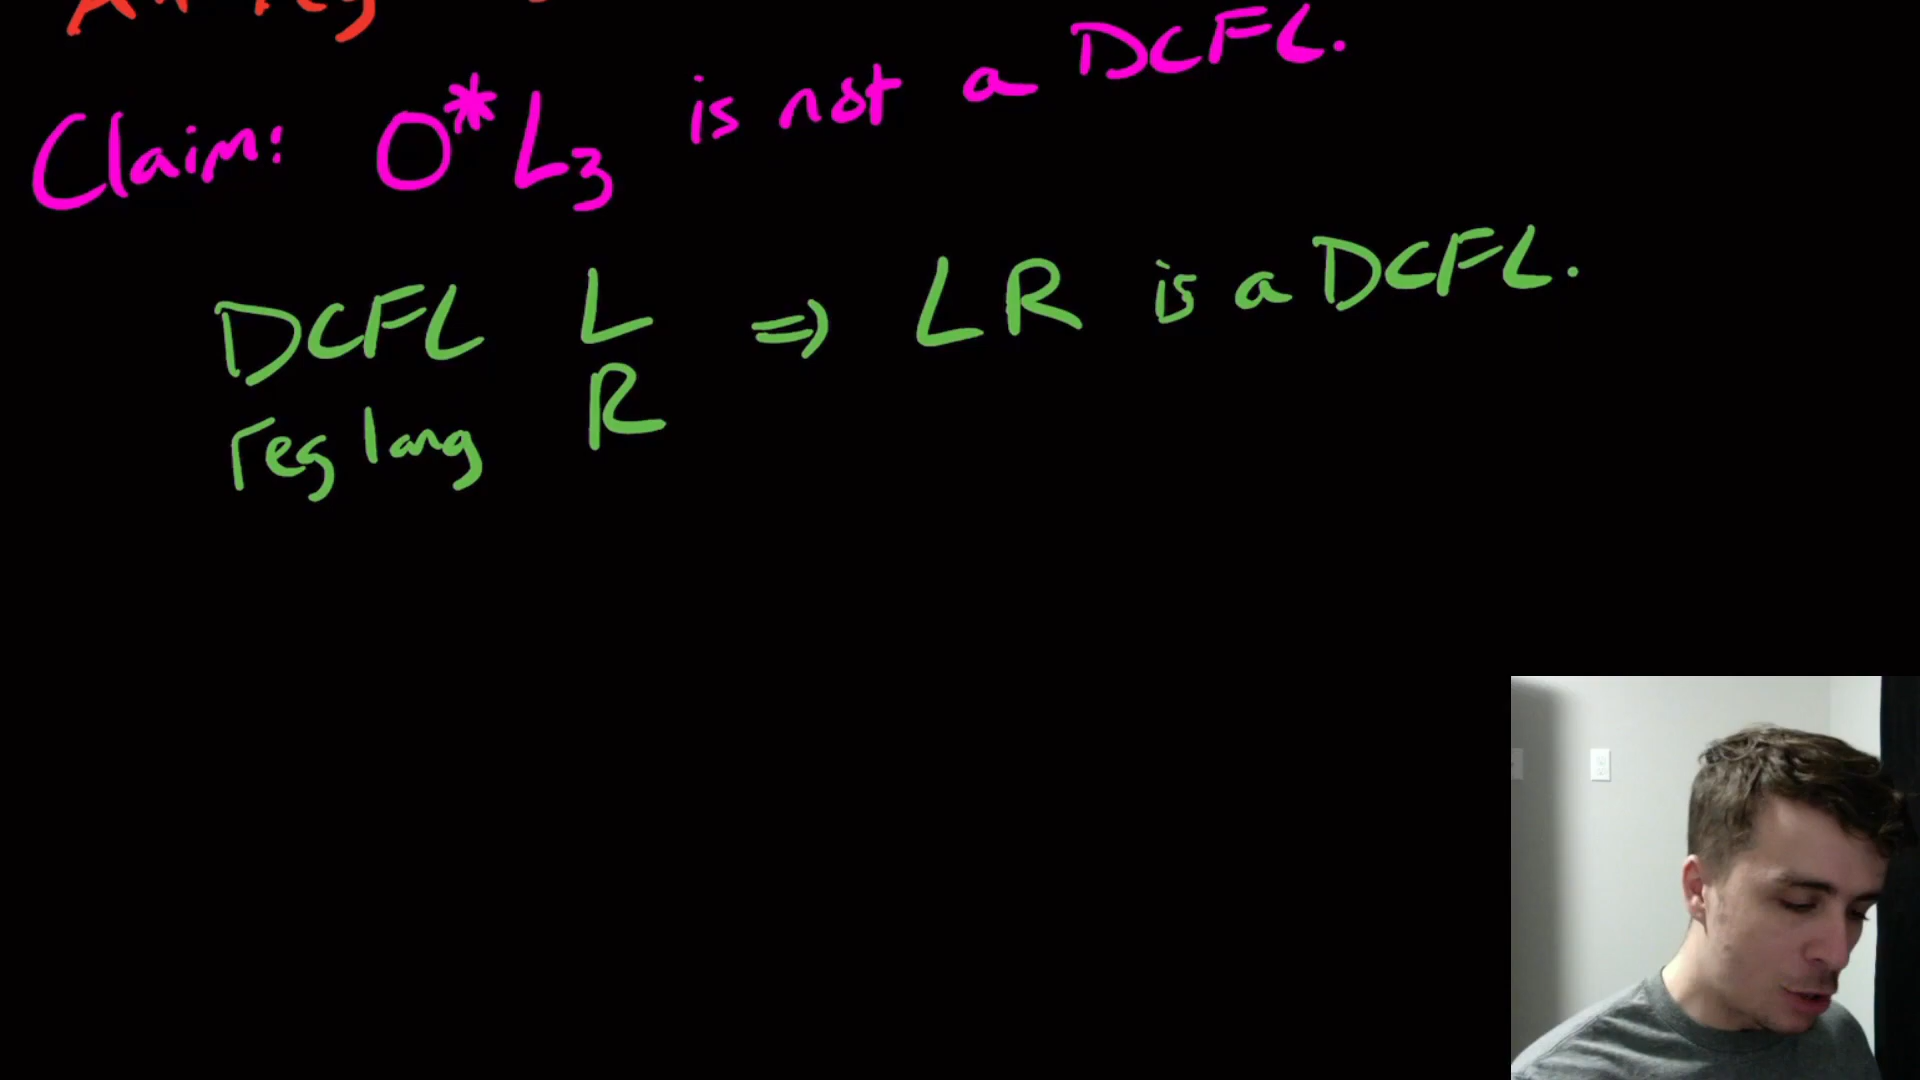 Claim: 0*L₃ is not a DCFL.
DCFL L ⇒ LR is a DCFL.
reg lang R